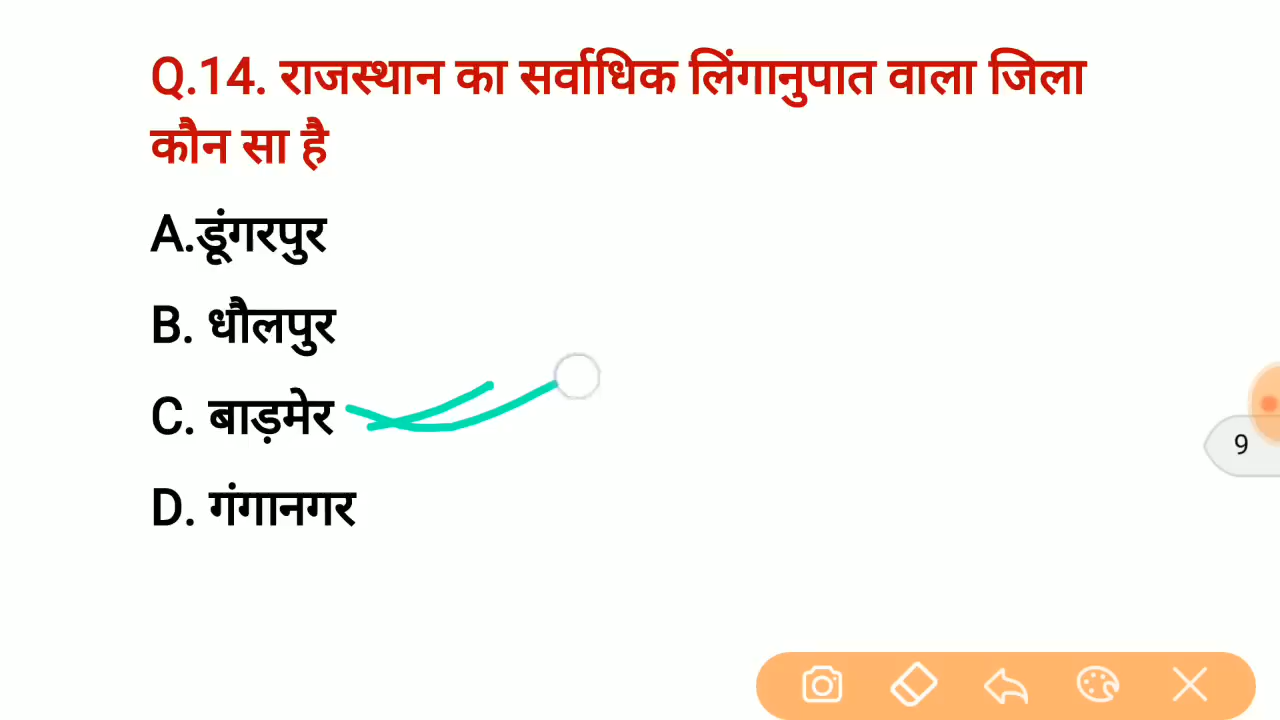 Q.14. राजस्थान का सर्वाधिक लिंगानुपात वाला जिला
कौन सा है
A.डूंगरपुर
B. धौलपुर
C. बाड़मेर
9
D. गंगानगर